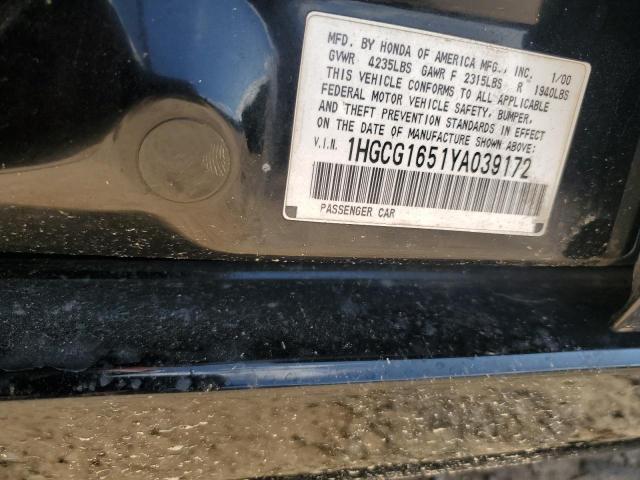 MFD. BY HONDA OF AMERICA MFG., INC. 1/00
GVWR 4235LBS GAWR F 2315LBS R 1940LBS
THIS VEHICLE CONFORMS TO ALL APPLICABLE
FEDERAL MOTOR VEHICLE SAFETY, BUMPER,
AND THEFT PREVENTION STANDARDS IN EFFECT
ON THE DATE OF MANUFACTURE SHOWN ABOVE:
V.I.N. 1HGCG1651YA039172
PASSENGER CAR